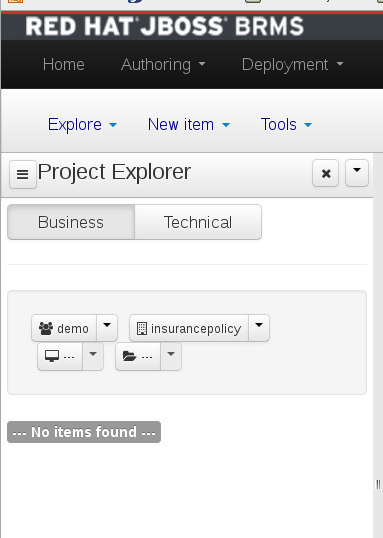 RED HAT JBOSS BRMS
Home Authoring Deployment
Explore New item Tools
Project Explorer
Business Technical
demo insurancepolicy
... ...
--- No items found ---